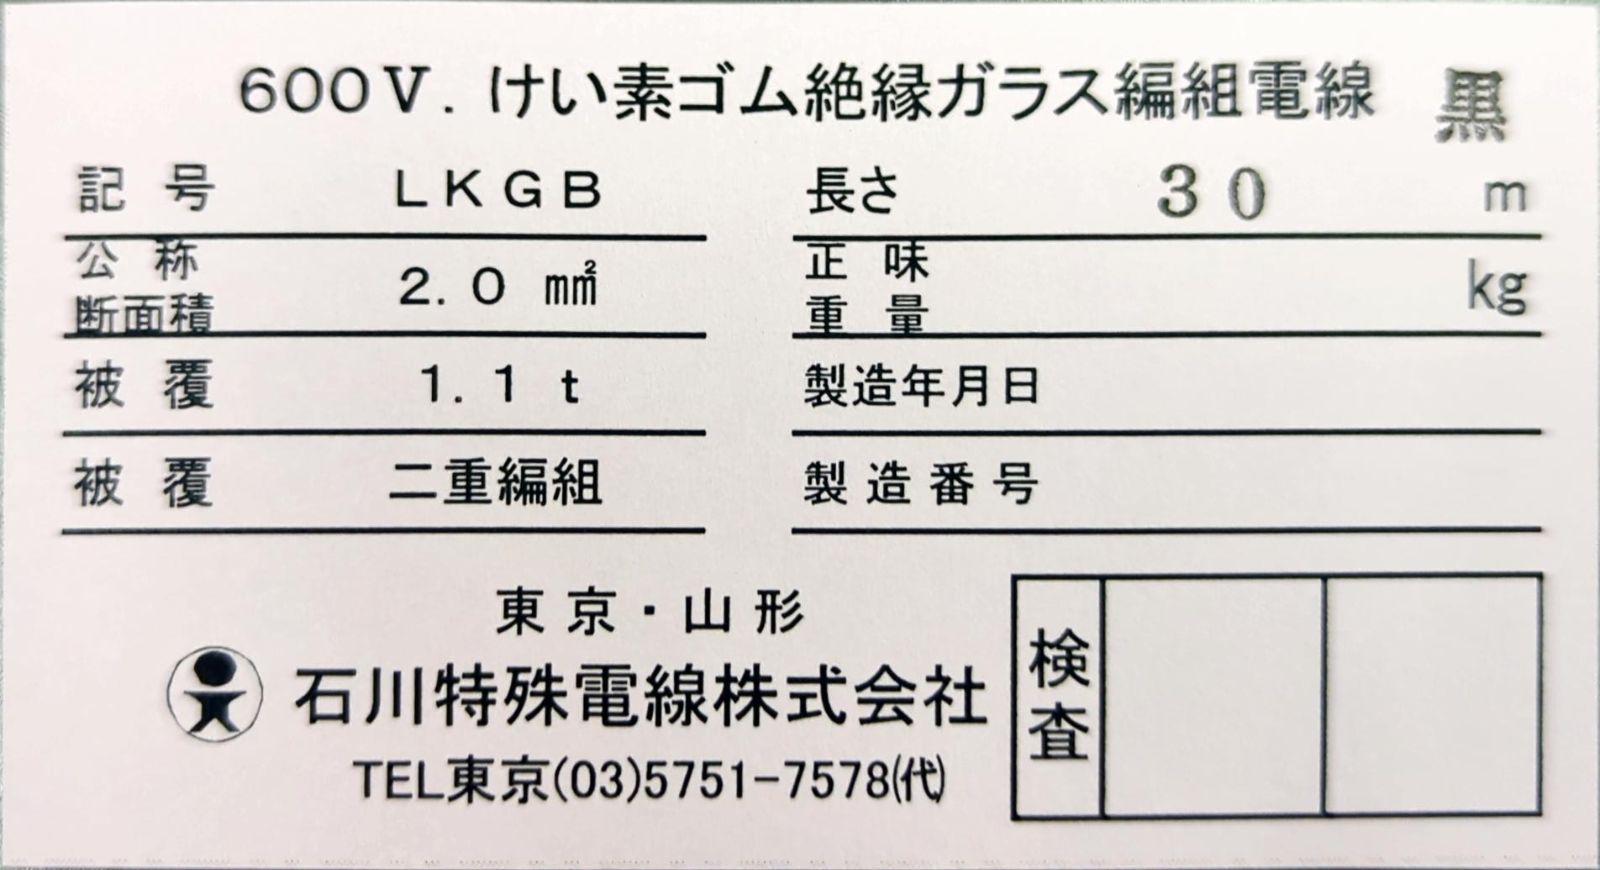 600V.けい素ゴム絶縁ガラス編組電線 黒
記号 LKGB 長さ 30 m
公称断面積 2.0 ㎟ 正味重量 kg
被覆 1.1 t 製造年月日
被覆 二重編組 製造番号
東京・山形
石川特殊電線株式会社
TEL東京(03)5751-7578㈹
検査